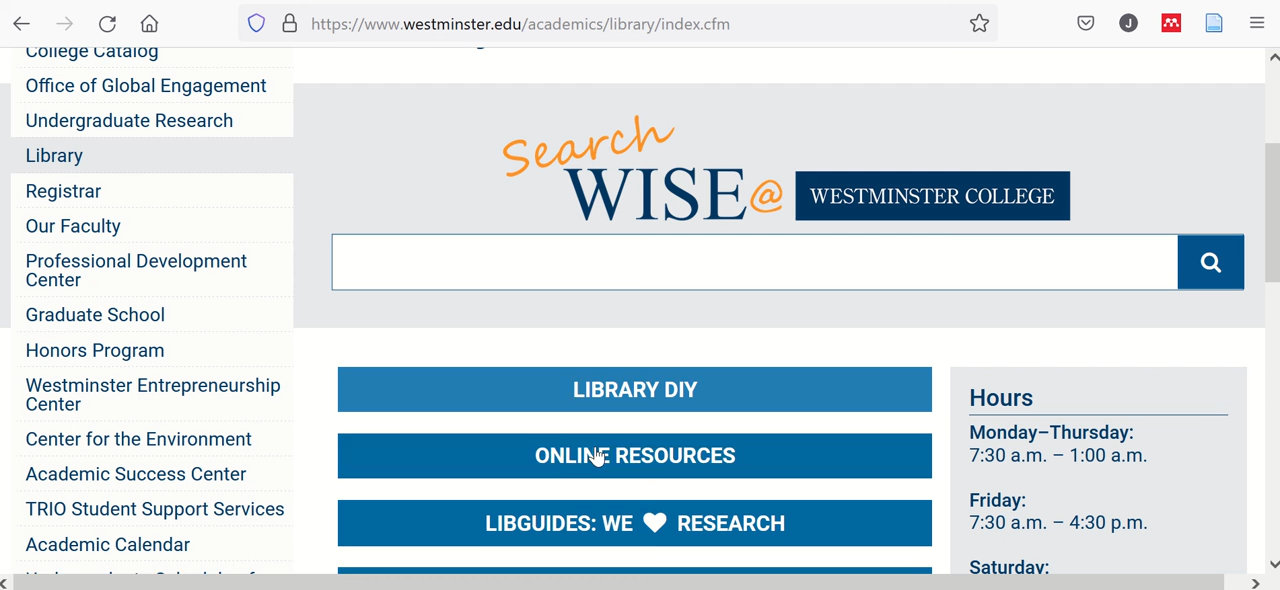 https://www.westminster.edu/academics/library/index.cfm
J
College Catalog
Office of Global Engagement
Undergraduate Research
Library
Registrar
Our Faculty
Professional Development
Center
Graduate School
Honors Program
Westminster Entrepreneurship
Center
Center for the Environment
Academic Success Center
TRIO Student Support Services
Academic Calendar
Search
WISE@ WESTMINSTER COLLEGE
LIBRARY DIY
ONLINE RESOURCES
LIBGUIDES: WE ♥ RESEARCH
Hours
Monday–Thursday:
7:30 a.m. – 1:00 a.m.
Friday:
7:30 a.m. – 4:30 p.m.
Saturday: